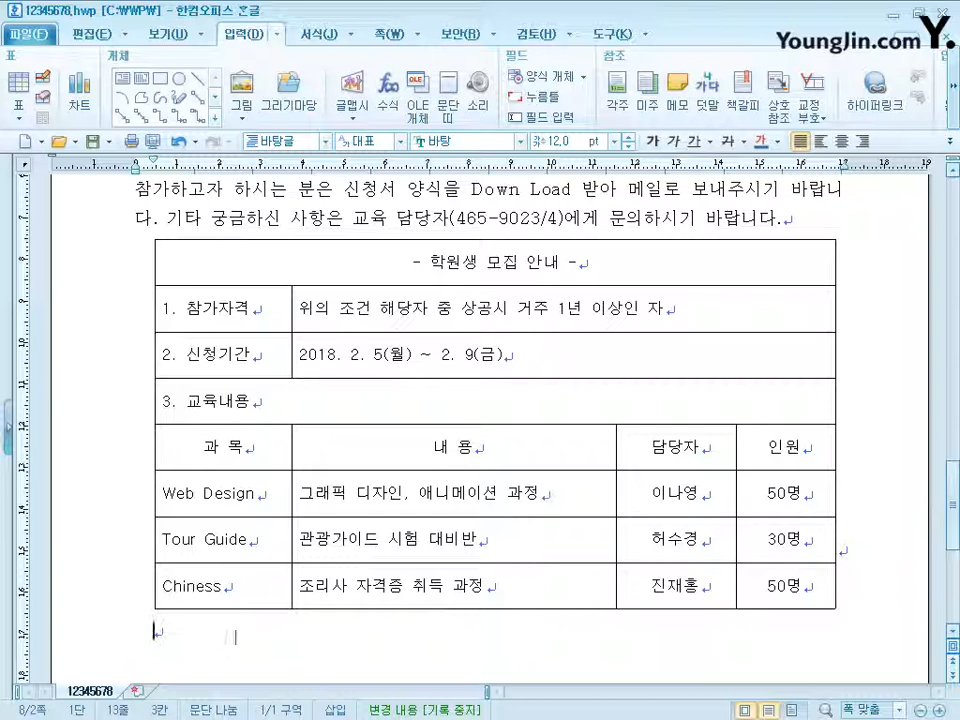 12345678.hwp [C:\WWPW] - 한컴오피스 한글
파일(F) 편집(E) 보기(U) 입력(D) 서식(J) 쪽(W) 보안(R) 검토(H) 도구(K)
YoungJin.com Y.
표 개체 필드 참조
표 차트 그림 그리기마당 글맵시 수식 OLE 개체 문단 띠 소리
양식 개체
누름틀
필드 입력
각주 미주 메모 덧말 책갈피 상호 참조 교정 부호 하이퍼링크
바탕글 대표 바탕 12.0 pt 가 가 가 가 가
참가하고자 하시는 분은 신청서 양식을 Down Load 받아 메일로 보내주시기 바랍니
다. 기타 궁금하신 사항은 교육 담당자(465-9023/4)에게 문의하시기 바랍니다.
- 학원생 모집 안내 -
1. 참가자격 위의 조건 해당자 중 상공시 거주 1년 이상인 자
2. 신청기간 2018. 2. 5(월) ~ 2. 9(금)
3. 교육내용
과 목 내 용 담당자 인원
Web Design 그래픽 디자인, 애니메이션 과정 이나영 50명
Tour Guide 관광가이드 시험 대비반 허수경 30명
Chiness 조리사 자격증 취득 과정 진재홍 50명
12345678
8/2쪽 1단 13줄 3칸 문단 나눔 1/1 구역 삽입 변경 내용 [기록 중지] 폭 맞춤